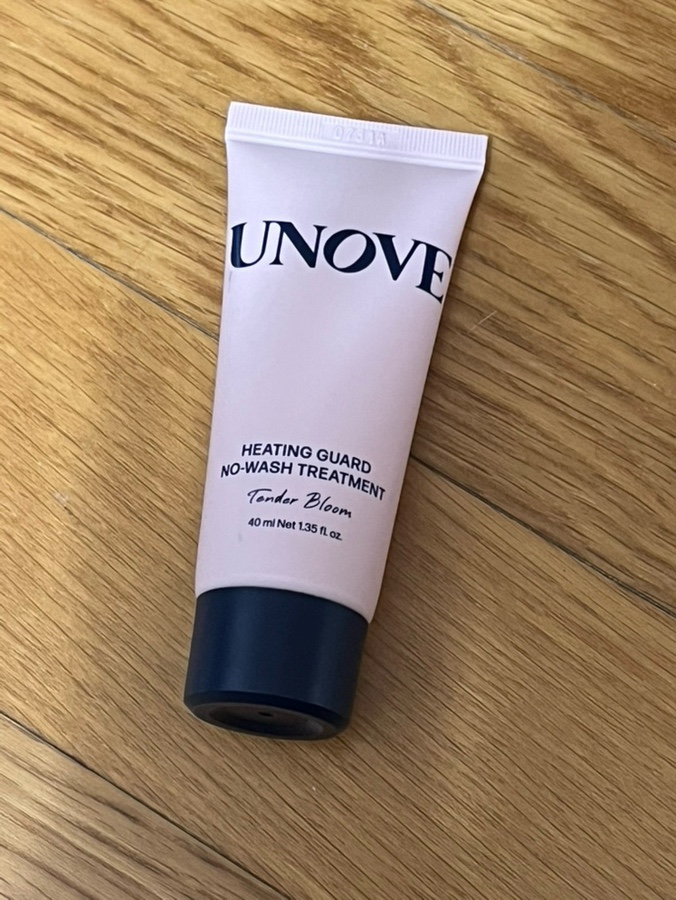 UNOVE
HEATING GUARD
NO-WASH TREATMENT
Tender Bloom
40 ml Net 1.35 fl. oz.